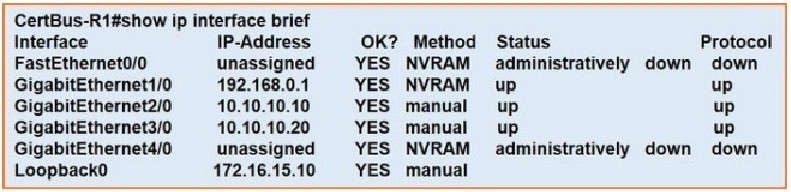 CertBus-R1#show ip interface brief
Interface IP-Address OK? Method Status Protocol
FastEthernet0/0 unassigned YES NVRAM administratively down down
GigabitEthernet1/0 192.168.0.1 YES NVRAM up up
GigabitEthernet2/0 10.10.10.10 YES manual up up
GigabitEthernet3/0 10.10.10.20 YES manual up up
GigabitEthernet4/0 unassigned YES NVRAM administratively down down
Loopback0 172.16.15.10 YES manual